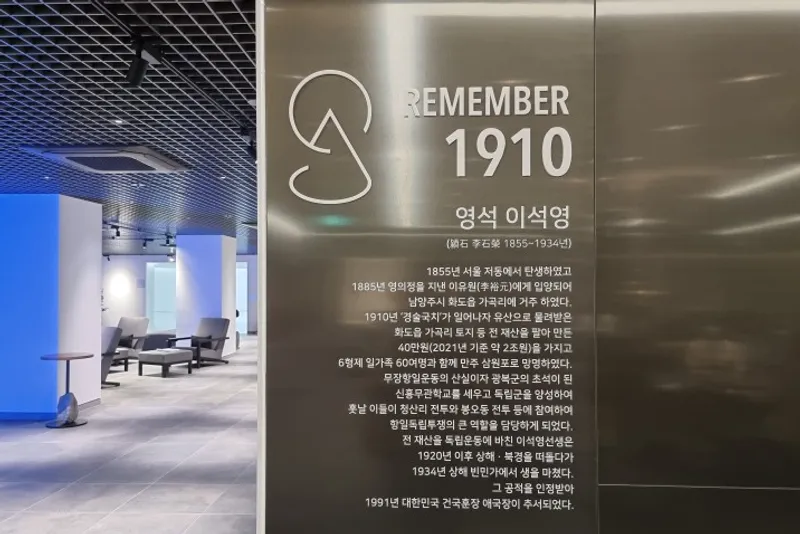 REMEMBER
1910
영석 이석영
(潁石 李石榮 1855~1934년)
1855년 서울 저동에서 탄생하였고
1885년 영의정을 지낸 이유원(李裕元)에게 입양되어
남양주시 화도읍 가곡리에 거주 하였다.
1910년 '경술국치'가 일어나자 유산으로 물려받은
화도읍 가곡리 토지 등 전 재산을 팔아 만든
40만원(2021년 기준 약 2조원)을 가지고
6형제 일가족 60여명과 함께 만주 삼원포로 망명하였다.
무장항일운동의 산실이자 광복군의 초석이 된
신흥무관학교를 세우고 독립군을 양성하여
훗날 이들이 청산리 전투와 봉오동 전투 등에 참여하여
항일독립투쟁의 큰 역할을 담당하게 되었다.
전 재산을 독립운동에 바친 이석영선생은
1920년 이후 상해 · 북경을 떠돌다가
1934년 상해 빈민가에서 생을 마쳤다.
그 공적을 인정받아
1991년 대한민국 건국훈장 애국장이 추서되었다.